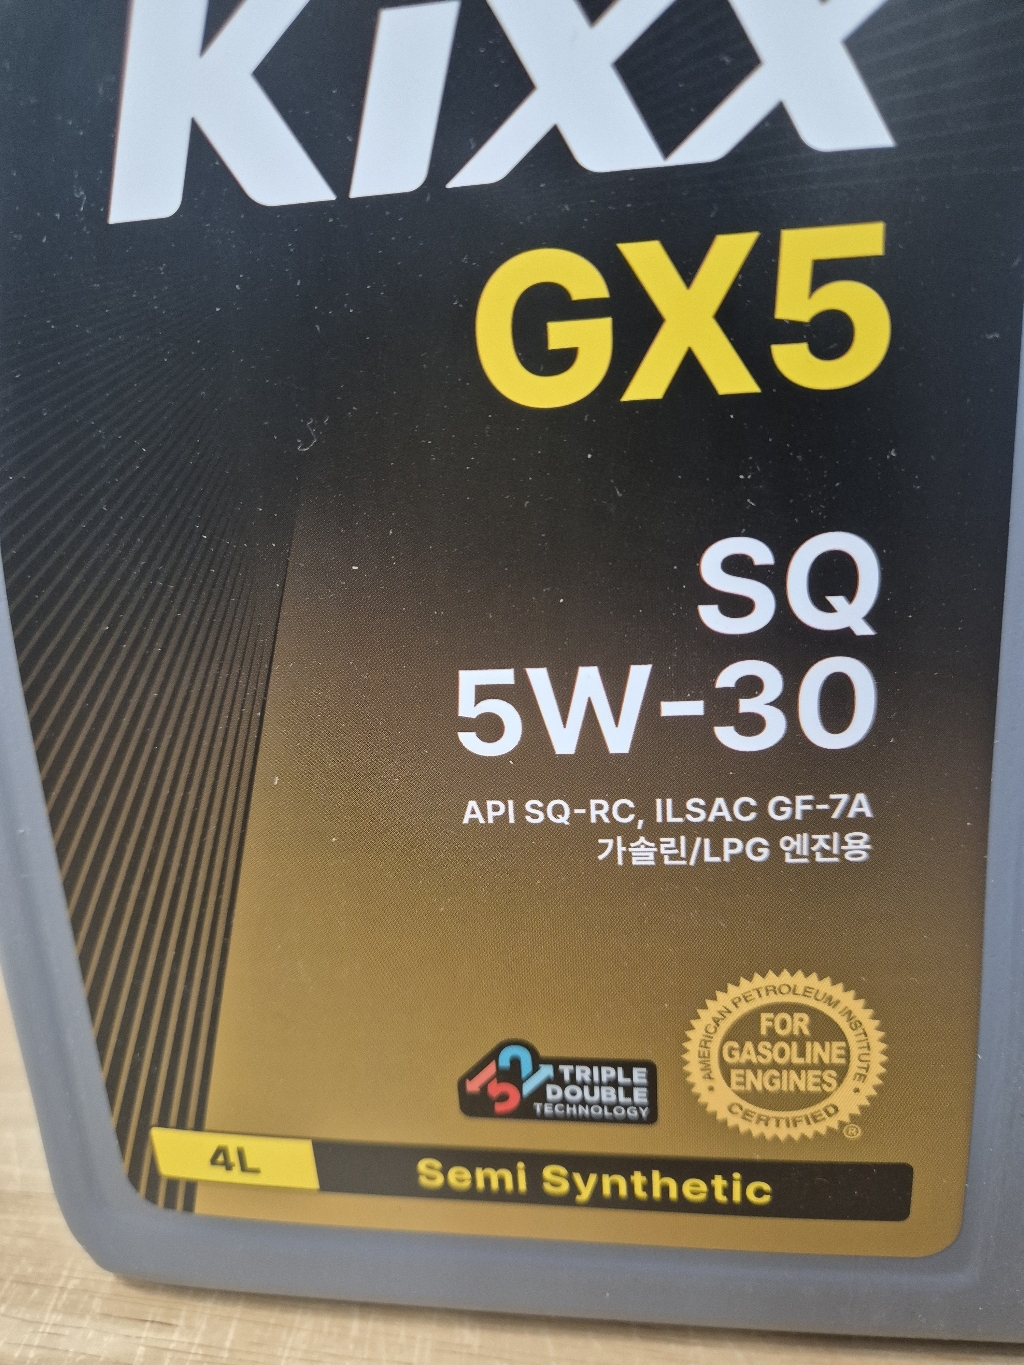 Kixx
GX5
SQ
5W-30
API SQ-RC, ILSAC GF-7A
가솔린/LPG 엔진용
AMERICAN PETROLEUM INSTITUTE
FOR
GASOLINE
ENGINES
CERTIFIED
®
TRIPLE
DOUBLE
TECHNOLOGY
4L
Semi Synthetic